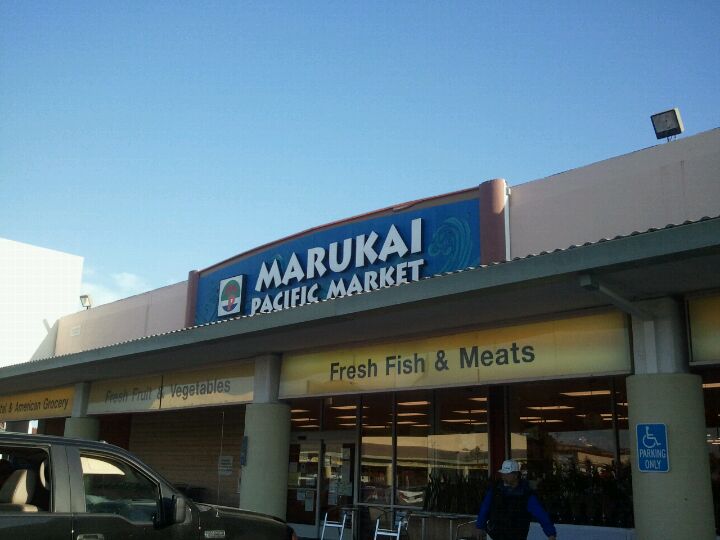 MARUKAI
PACIFIC MARKET
Fresh Fish & Meats
Fresh Fruit & Vegetables
& American Grocery
PARKING
ONLY